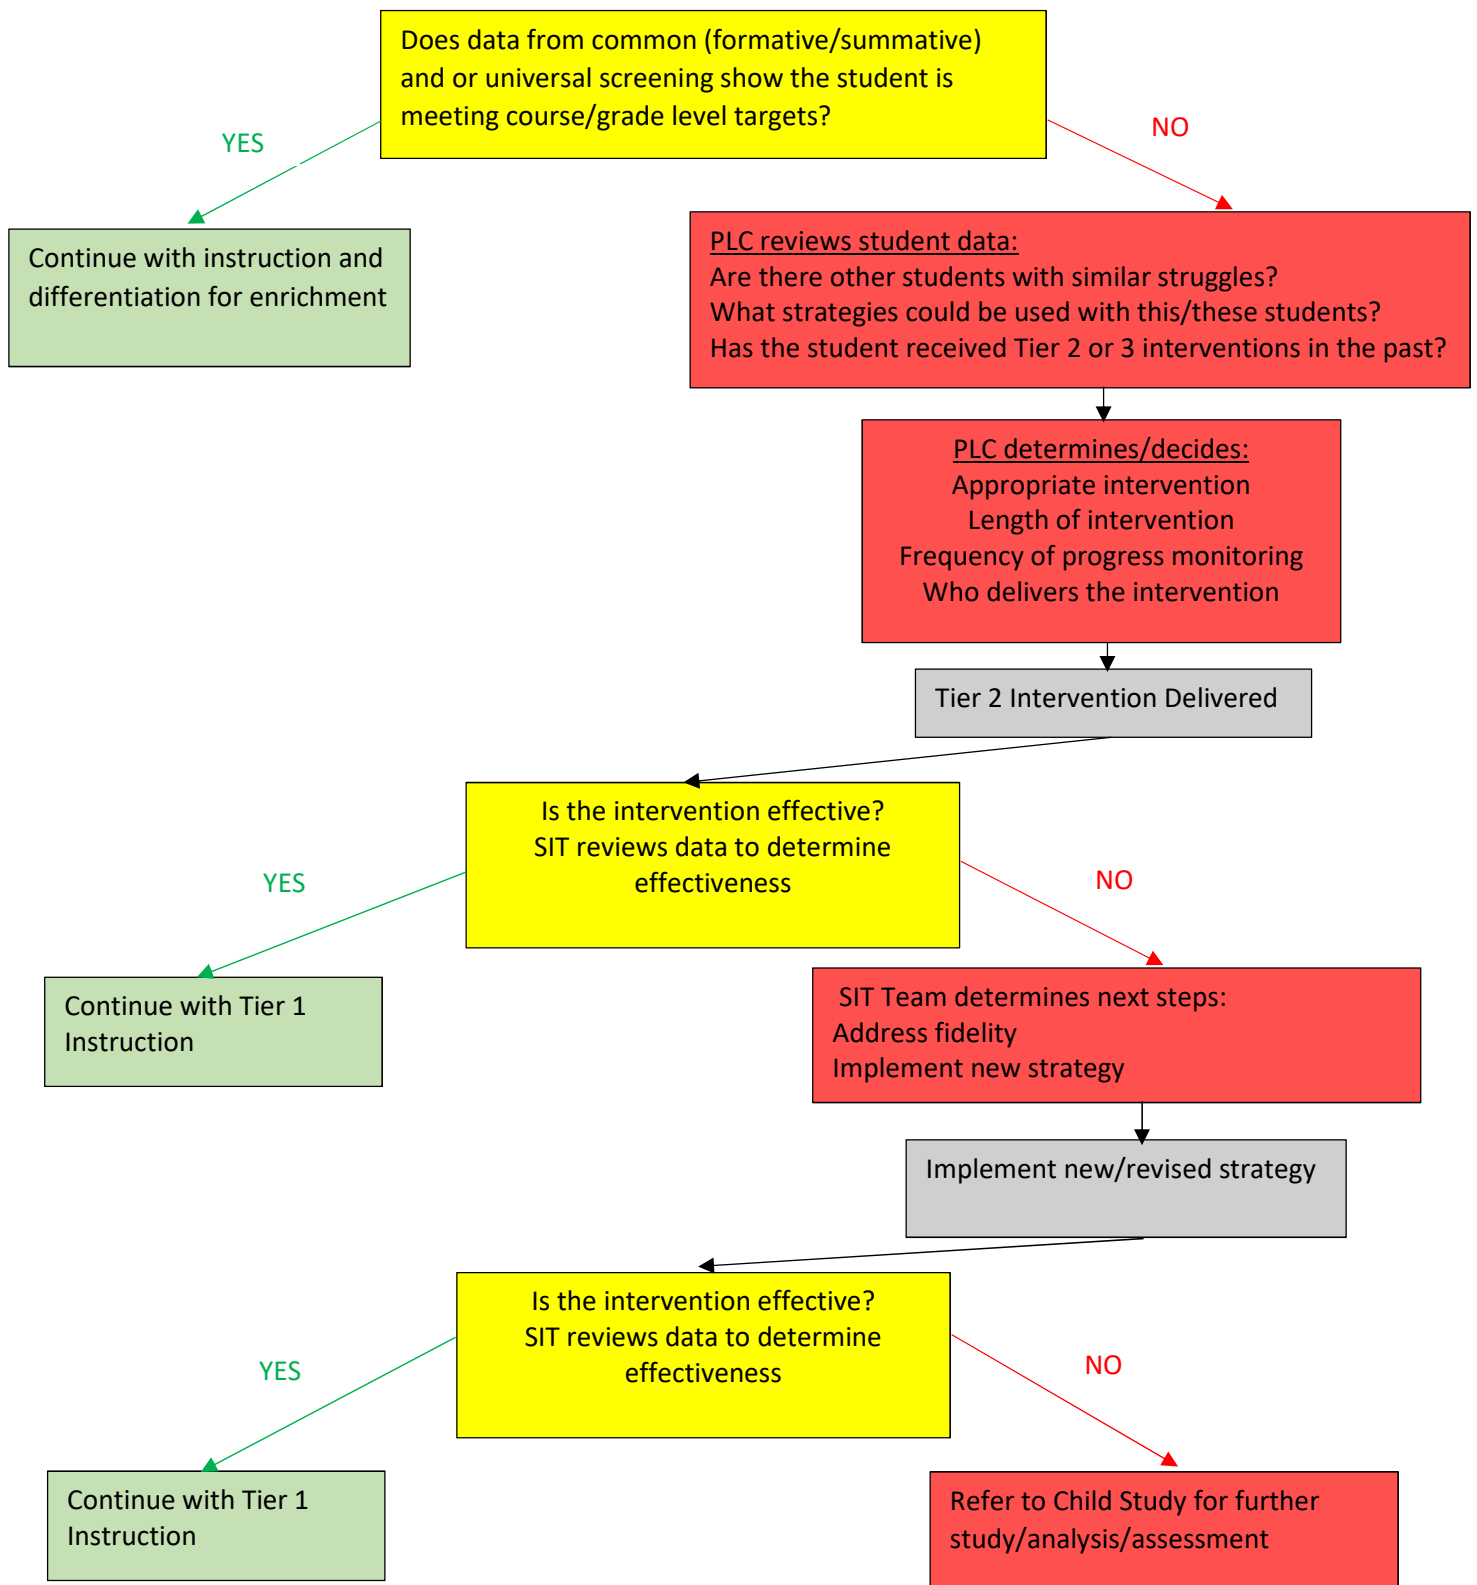 Does data from common (formative/summative)
and or universal screening show the student is
meeting course/grade level targets?
YES
NO
Continue with instruction and
differentiation for enrichment
PLC reviews student data:
Are there other students with similar struggles?
What strategies could be used with this/these students?
Has the student received Tier 2 or 3 interventions in the past?
PLC determines/decides:
Appropriate intervention
Length of intervention
Frequency of progress monitoring
Who delivers the intervention
Tier 2 Intervention Delivered
Is the intervention effective?
SIT reviews data to determine
effectiveness
YES
NO
Continue with Tier 1
Instruction
SIT Team determines next steps:
Address fidelity
Implement new strategy
Implement new/revised strategy
Is the intervention effective?
SIT reviews data to determine
effectiveness
YES
NO
Continue with Tier 1
Instruction
Refer to Child Study for further
study/analysis/assessment